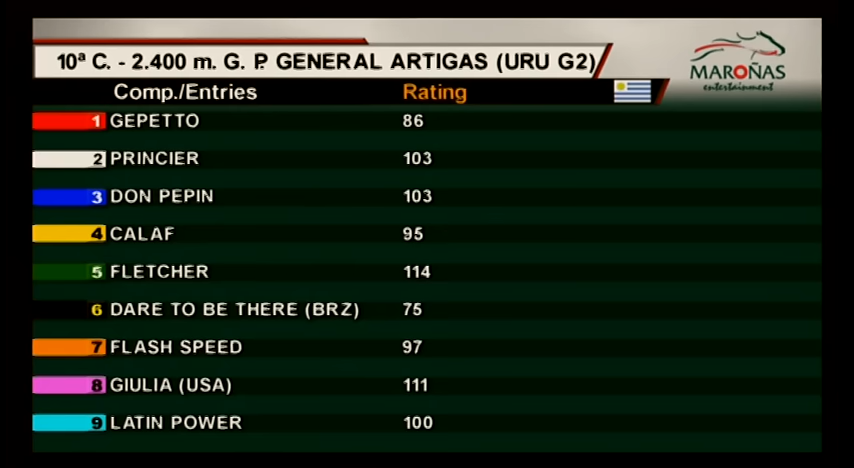 10ª C. - 2.400 m. G. P. GENERAL ARTIGAS (URU G2)
MAROÑAS
entertainment
Comp./Entries Rating
1 GEPETTO 86
2 PRINCIER 103
3 DON PEPIN 103
4 CALAF 95
5 FLETCHER 114
6 DARE TO BE THERE (BRZ) 75
7 FLASH SPEED 97
8 GIULIA (USA) 111
9 LATIN POWER 100